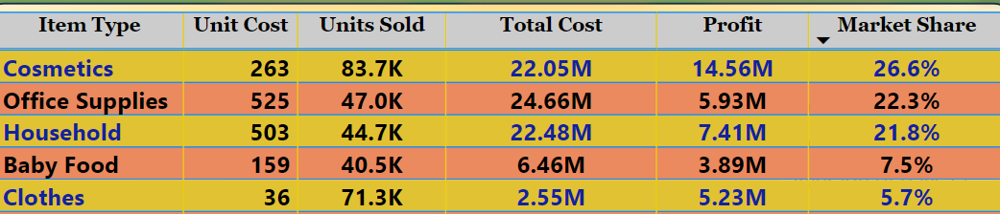 Item Type Unit Cost Units Sold Total Cost Profit Market Share
Cosmetics 263 83.7K 22.05M 14.56M 26.6%
Office Supplies 525 47.0K 24.66M 5.93M 22.3%
Household 503 44.7K 22.48M 7.41M 21.8%
Baby Food 159 40.5K 6.46M 3.89M 7.5%
Clothes 36 71.3K 2.55M 5.23M 5.7%